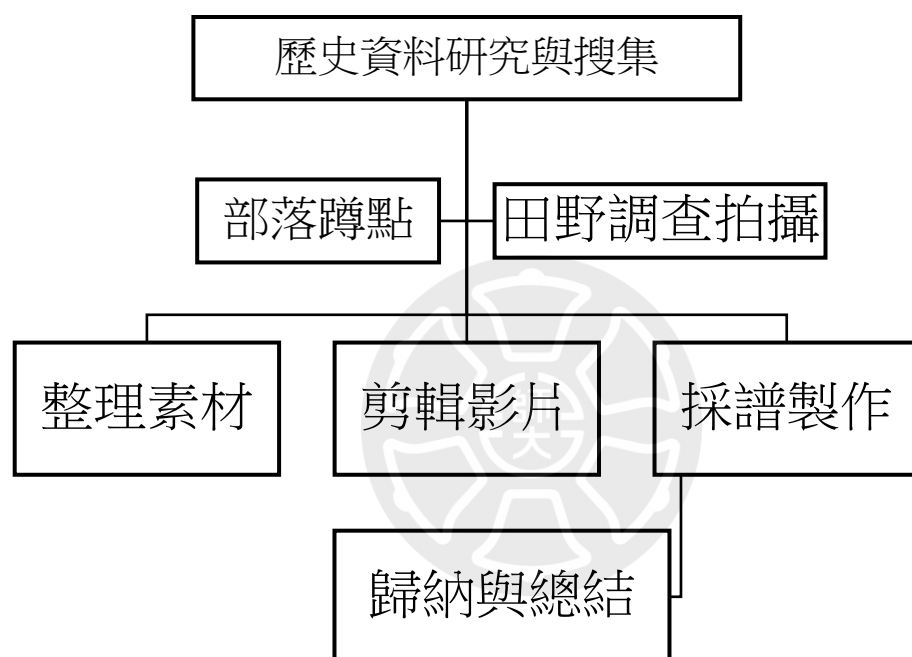 歷史資料研究與搜集
部落蹲點
田野調查拍攝
整理素材
剪輯影片
採譜製作
歸納與總結